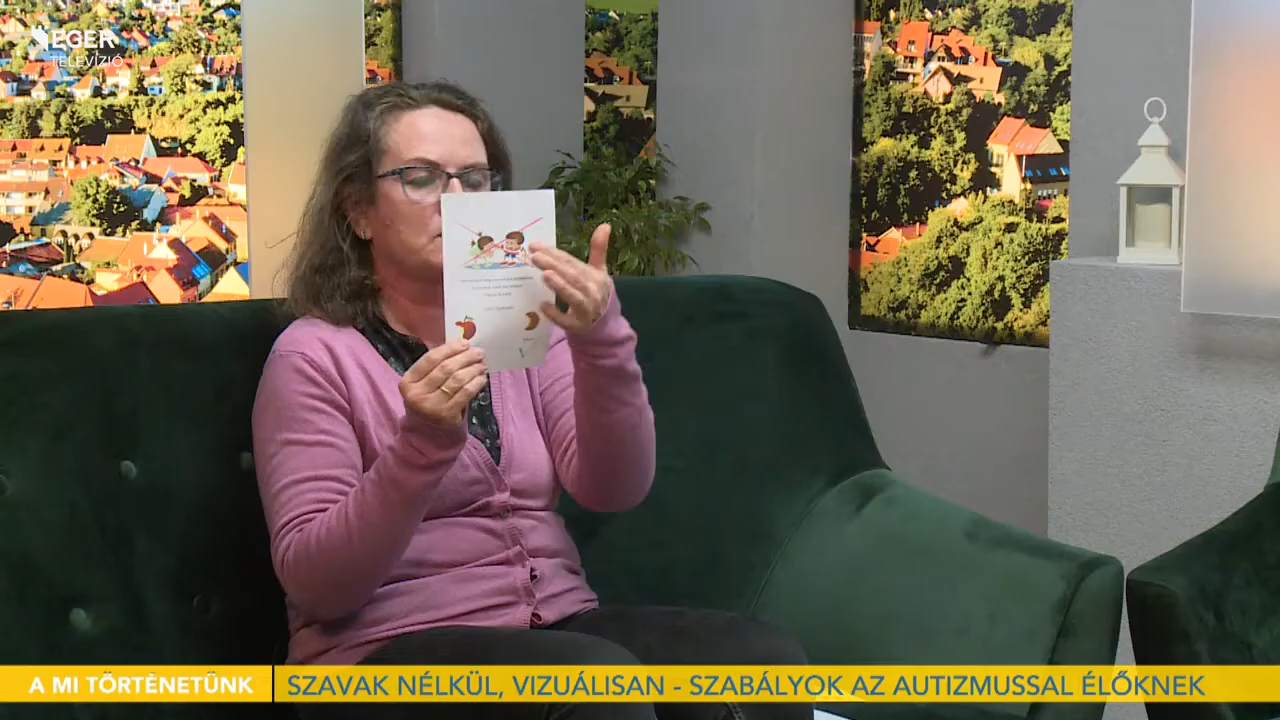 EGER
TELEVÍZIÓ
A MI TÖRTÉNETÜNK
SZAVAK NÉLKÜL, VIZUÁLISAN - SZABÁLYOK AZ AUTIZMUSSAL ÉLŐKNEK